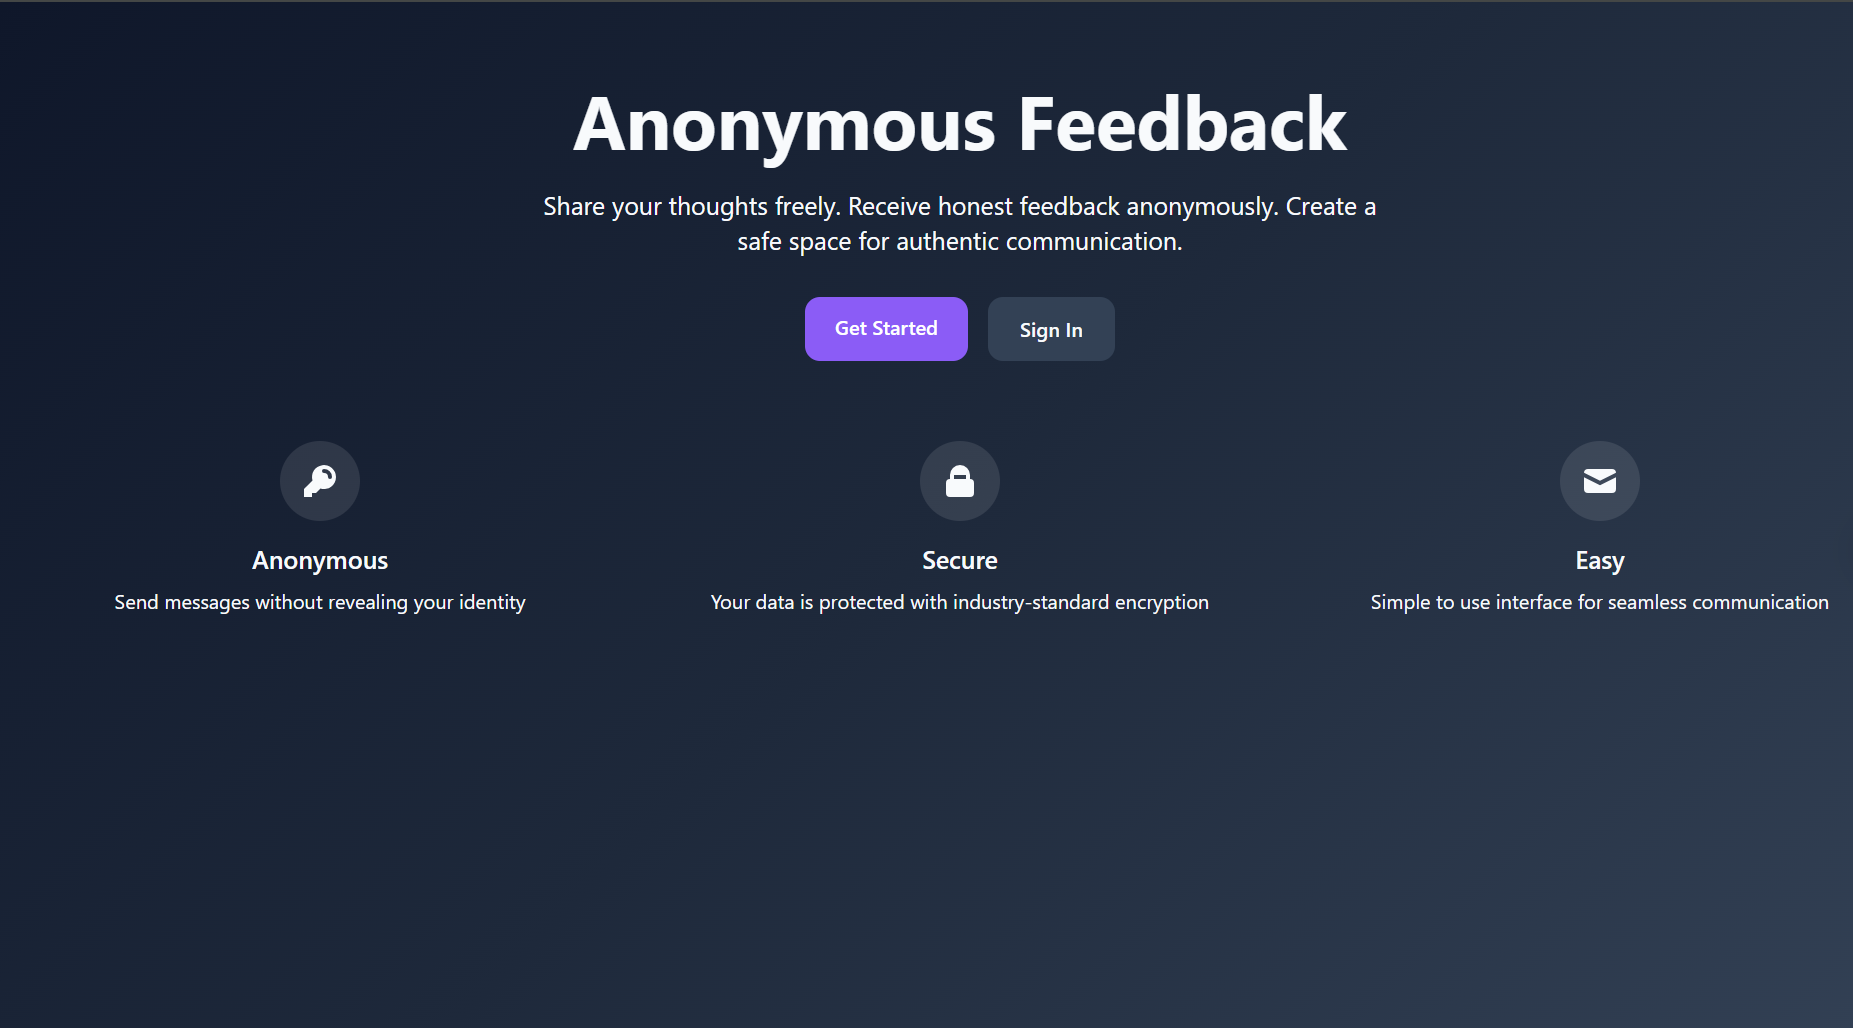 Anonymous Feedback
Share your thoughts freely. Receive honest feedback anonymously. Create a
safe space for authentic communication.
Get Started
Sign In
Anonymous
Send messages without revealing your identity
Secure
Your data is protected with industry-standard encryption
Easy
Simple to use interface for seamless communication